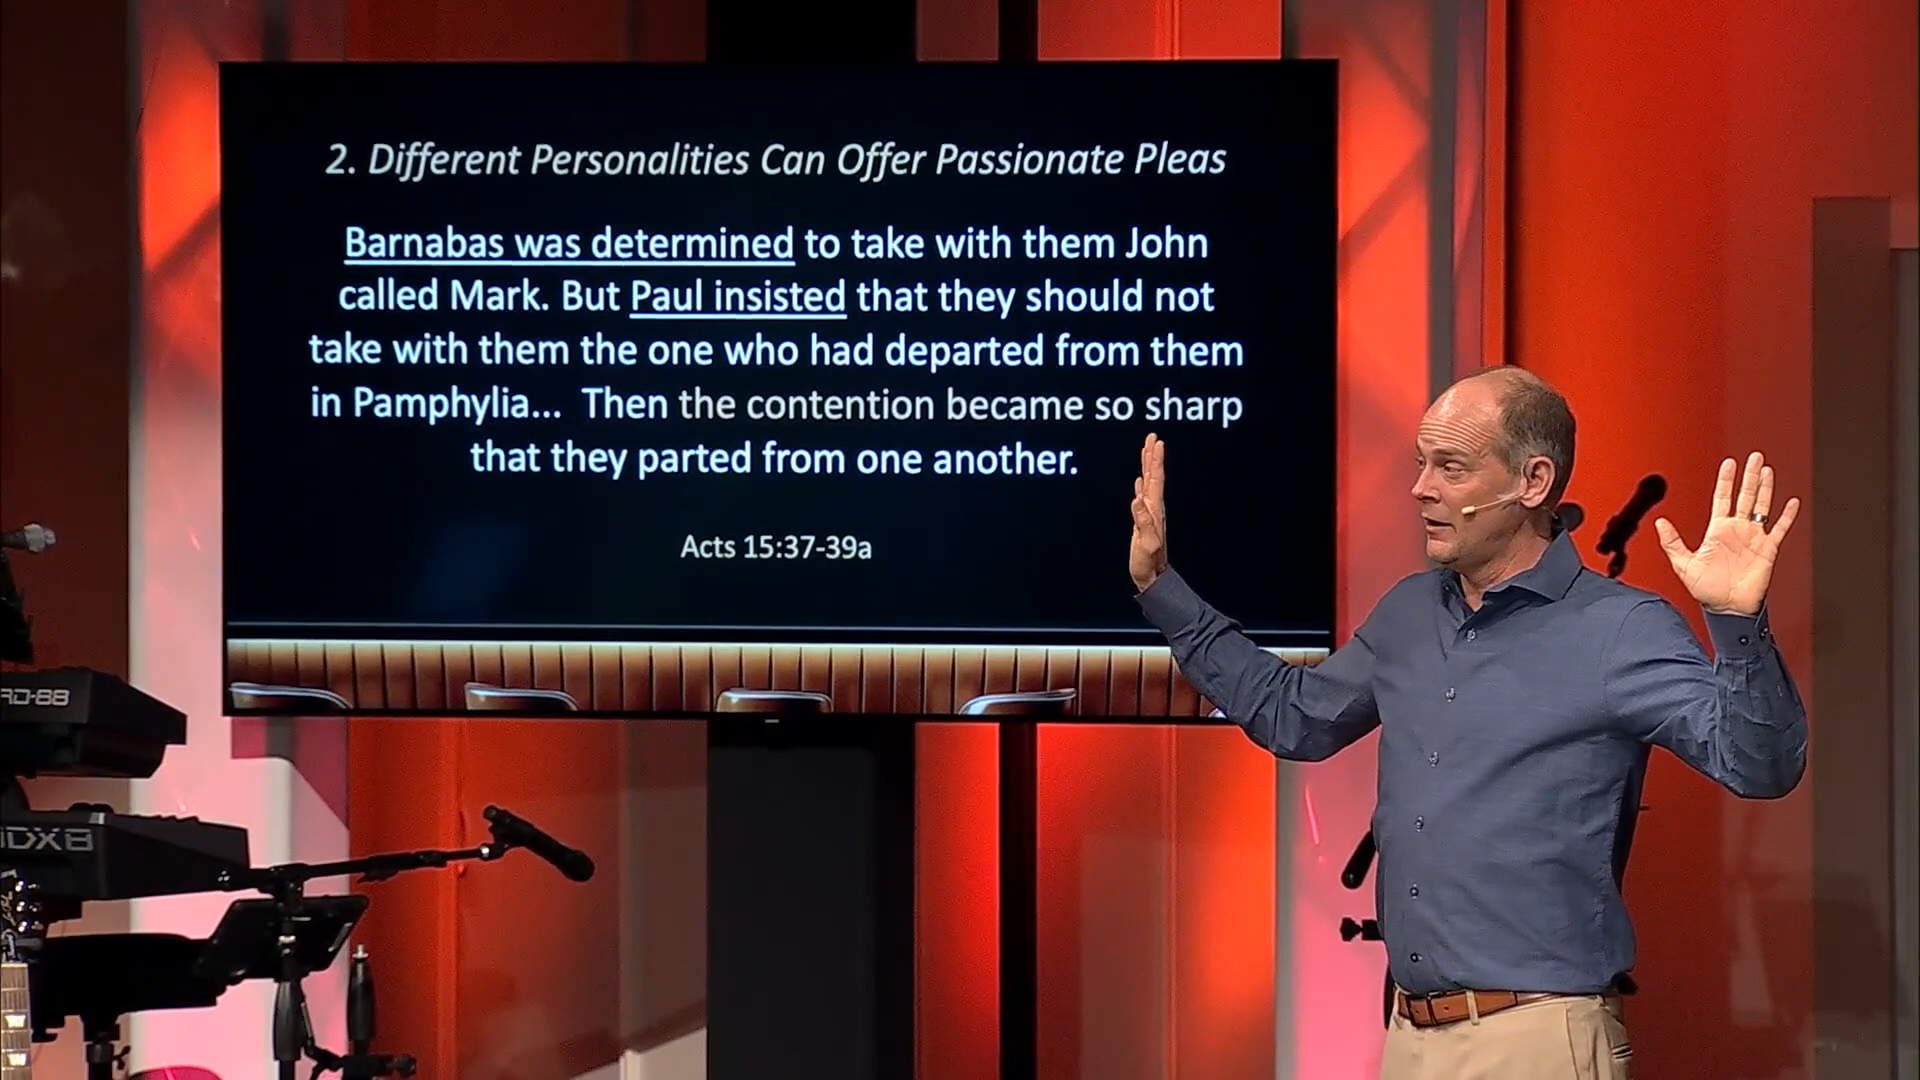 2. Different Personalities Can Offer Passionate Pleas
Barnabas was determined to take with them John
called Mark. But Paul insisted that they should not
take with them the one who had departed from them
in Pamphylia... Then the contention became so sharp
that they parted from one another.
Acts 15:37-39a
RD-88
DX8